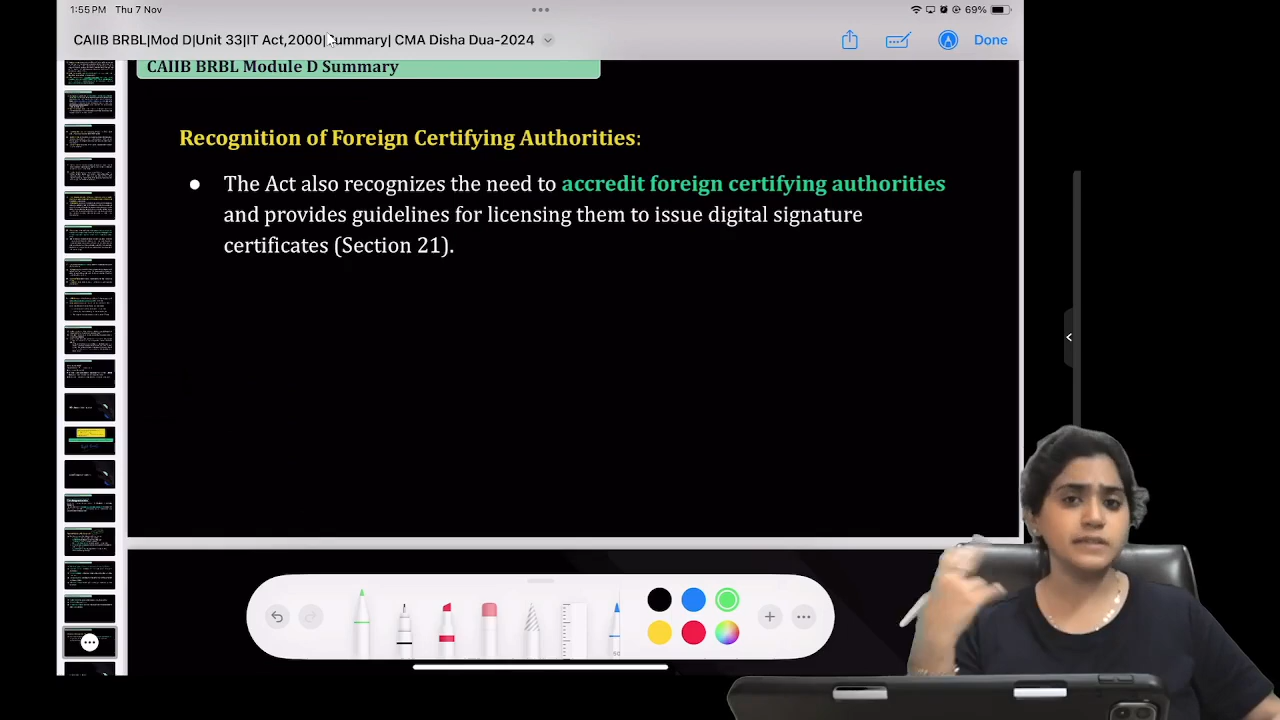 1:55 PM Thu 7 Nov
69%
CAIIB BRBL|Mod D|Unit 33|IT Act,2000|Summary| CMA Disha Dua-2024
Done
CAIIB BRBL Module D Summary
Recognition of Foreign Certifying Authorities:
The Act also recognizes the need to accredit foreign certifying authorities
and provides guidelines for licensing them to issue digital signature
certificates (Section 21).